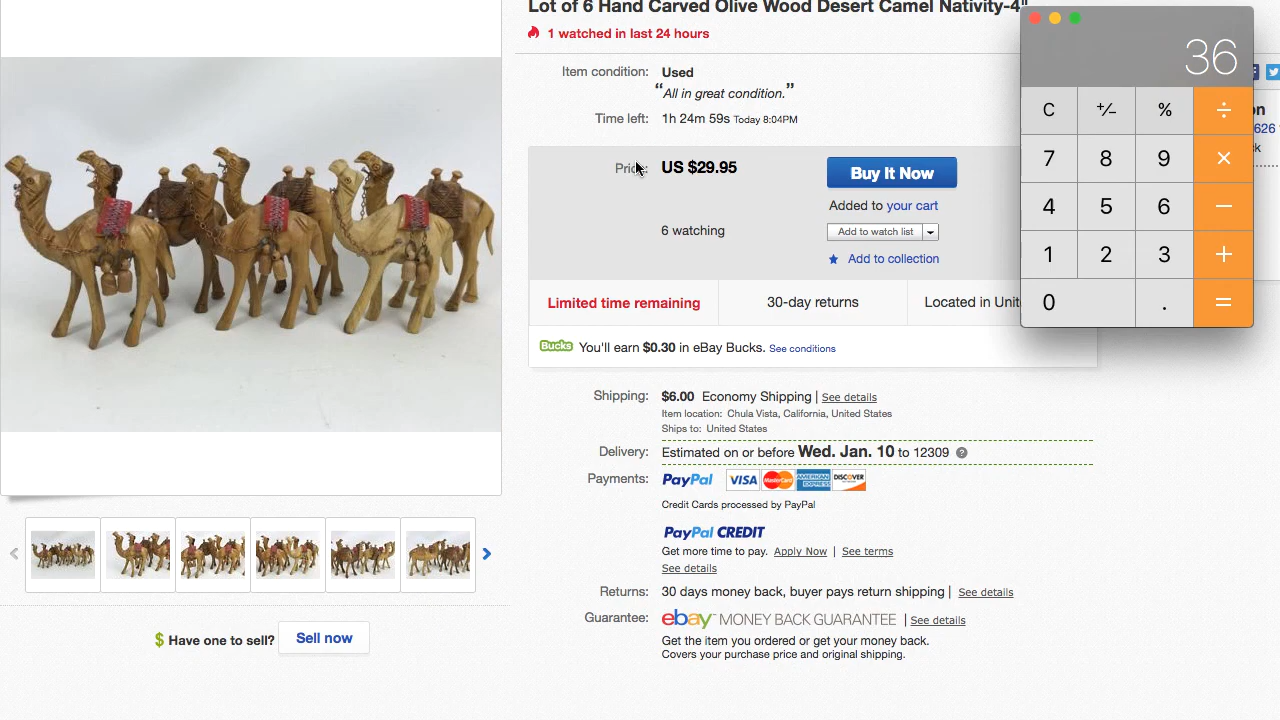 Lot of 6 Hand Carved Olive Wood Desert Camel Nativity-4"
1 watched in last 24 hours
Item condition: Used
“All in great condition.”
Time left: 1h 24m 59s Today 8:04PM
Price: US $29.95
Buy It Now
Added to your cart
6 watching
Add to watch list
Add to collection
Limited time remaining
30-day returns
Located in Unit
Bucks You'll earn $0.30 in eBay Bucks. See conditions
Shipping: $6.00 Economy Shipping | See details
Item location: Chula Vista, California, United States
Ships to: United States
Delivery: Estimated on or before Wed. Jan. 10 to 12309 ?
Payments: PayPal VISA MasterCard AMERICAN EXPRESS DISCOVER
Credit Cards processed by PayPal
PayPal CREDIT
Get more time to pay. Apply Now | See terms
See details
Returns: 30 days money back, buyer pays return shipping | See details
Guarantee: ebay MONEY BACK GUARANTEE | See details
Get the item you ordered or get your money back.
Covers your purchase price and original shipping.
$ Have one to sell? Sell now
36
C +/− % ÷
7 8 9 ×
4 5 6 −
1 2 3 +
0 . =
on
626
k